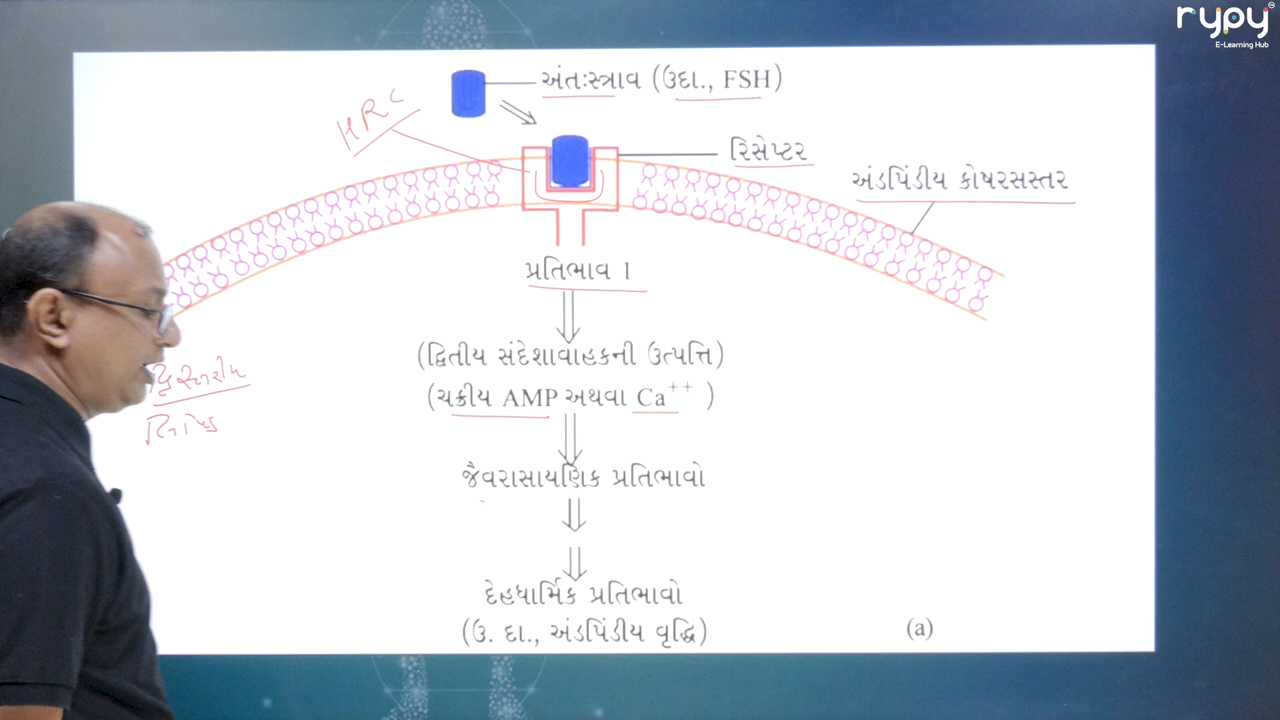 rypy
E-Learning Hub
અંતઃસ્ત્રાવ (ઉદા., FSH)
HRC
રિસેપ્ટર
અંડપિંડીય કોષરસસ્તર
પ્રતિભાવ 1
(દ્વિતીય સંદેશાવાહકની ઉત્પત્તિ)
(ચક્રીય AMP અથવા Ca⁺⁺ )
જૈવરાસાયણિક પ્રતિભાવો
દેહધાર્મિક પ્રતિભાવો
(ઉ. દા., અંડપિંડીય વૃદ્ધિ)
(a)